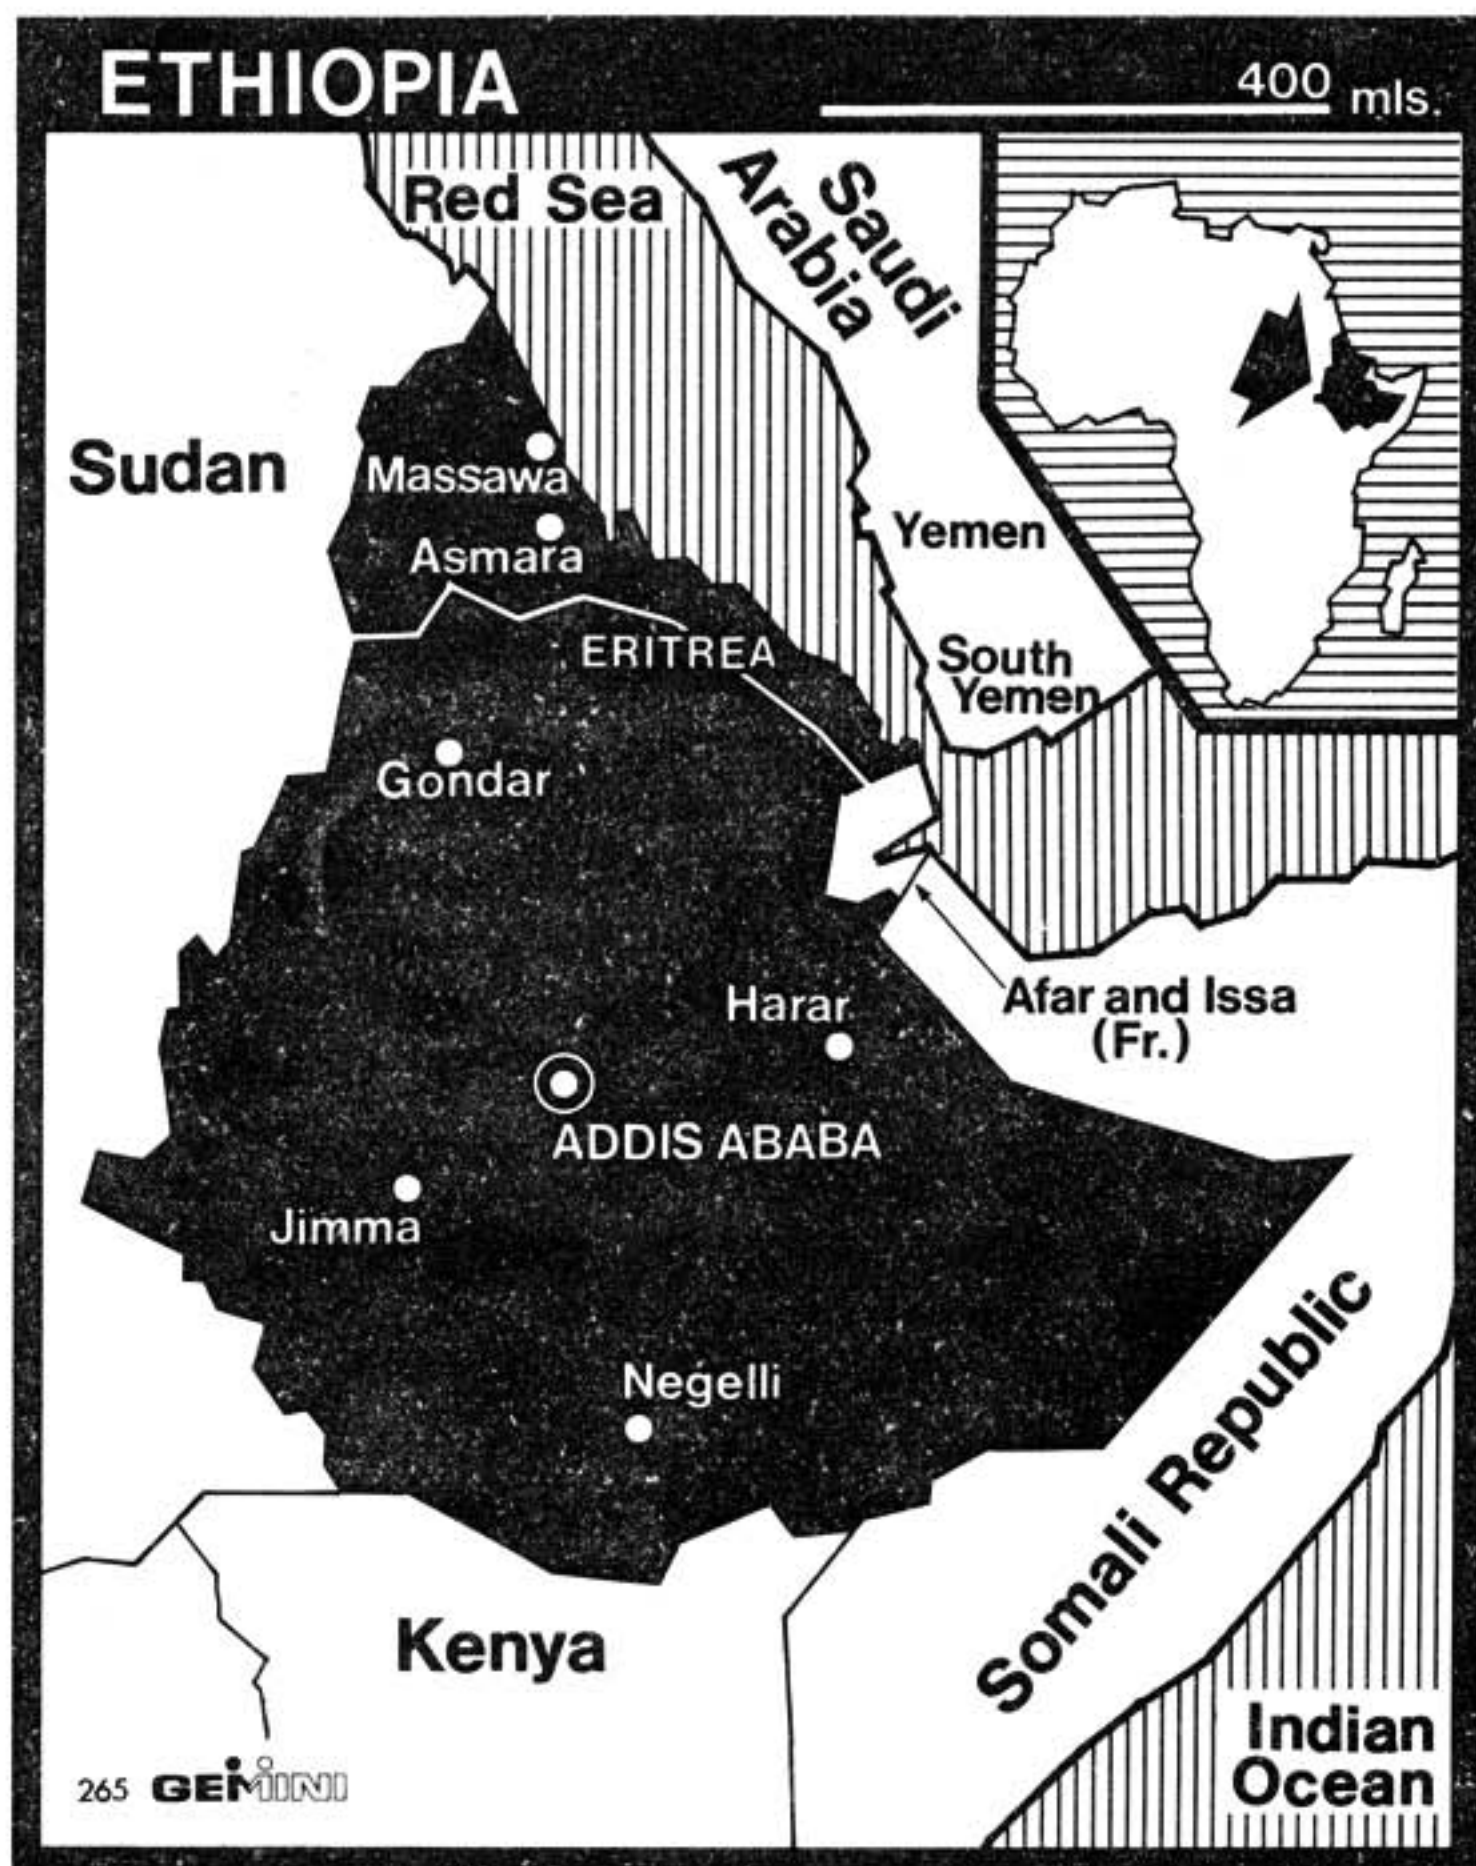 ETHIOPIA
400 mls.
Red Sea
Saudi
Arabia
Sudan
Massawa
Asmara
Yemen
ERITREA
South
Yemen
Gondar
Harar
Afar and Issa
(Fr.)
ADDIS ABABA
Jimma
Negelli
Somali Republic
Kenya
Indian
Ocean
265 GEMINI